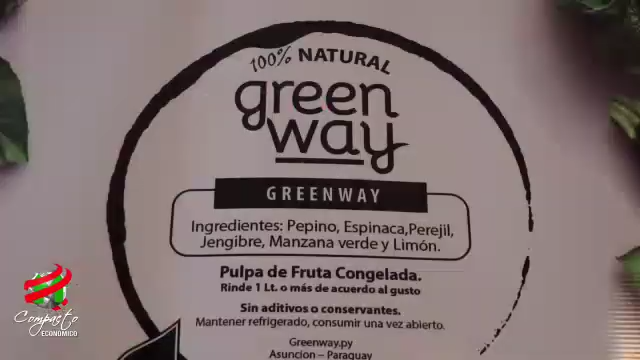 100% NATURAL
green
way
GREENWAY
Ingredientes: Pepino, Espinaca,Perejil,
Jengibre, Manzana verde y Limón.
Pulpa de Fruta Congelada.
Rinde 1 Lt. o más de acuerdo al gusto
Sin aditivos o conservantes.
Mantener refrigerado, consumir una vez abierto.
Greenway.py
Asuncion – Paraguay
Compacto
ECONÓMICO